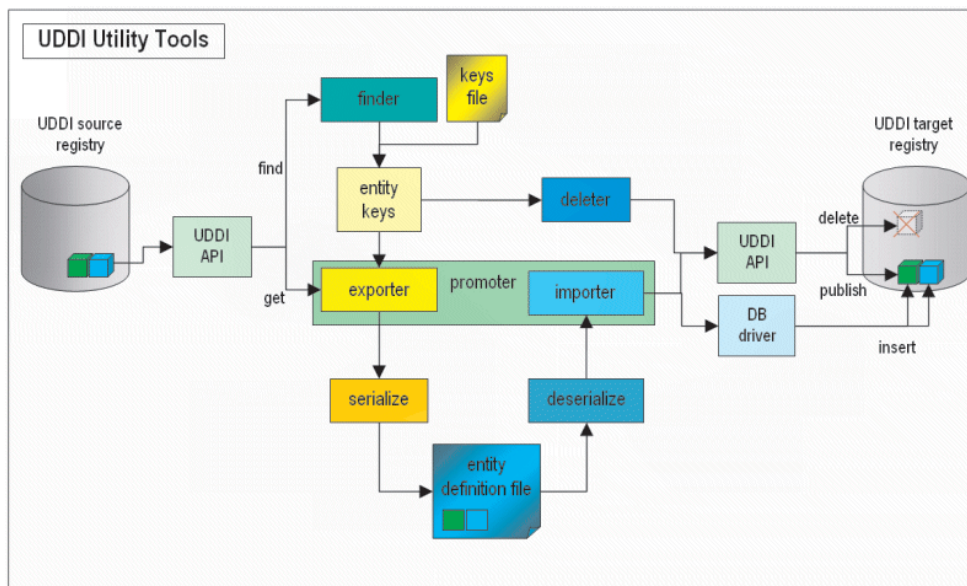 UDDI Utility Tools
keys
file
finder
UDDI source
registry
UDDI target
registry
find
entity
keys
deleter
delete
UDDI
API
UDDI
API
get
exporter
promoter
importer
publish
DB
driver
insert
serialize
deserialize
entity
definition file